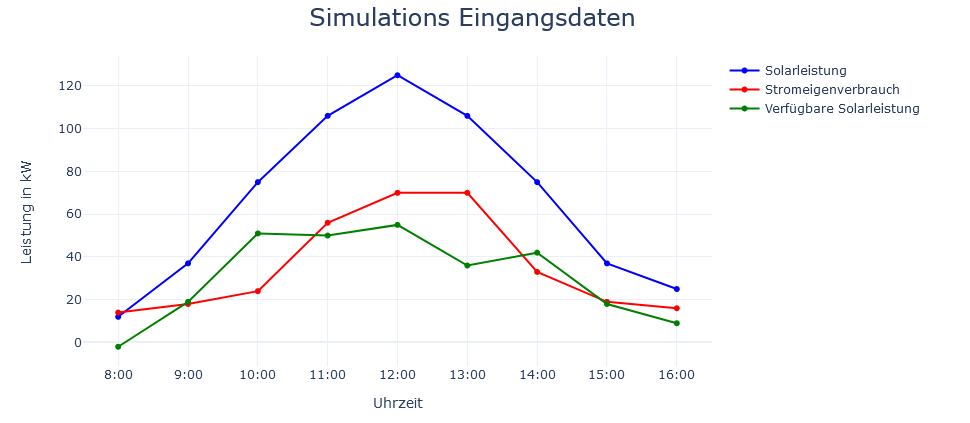 Simulations Eingangsdaten
Solarleistung
Stromeigenverbrauch
Verfügbare Solarleistung
Leistung in kW
120
100
80
60
40
20
0
8:00 9:00 10:00 11:00 12:00 13:00 14:00 15:00 16:00
Uhrzeit